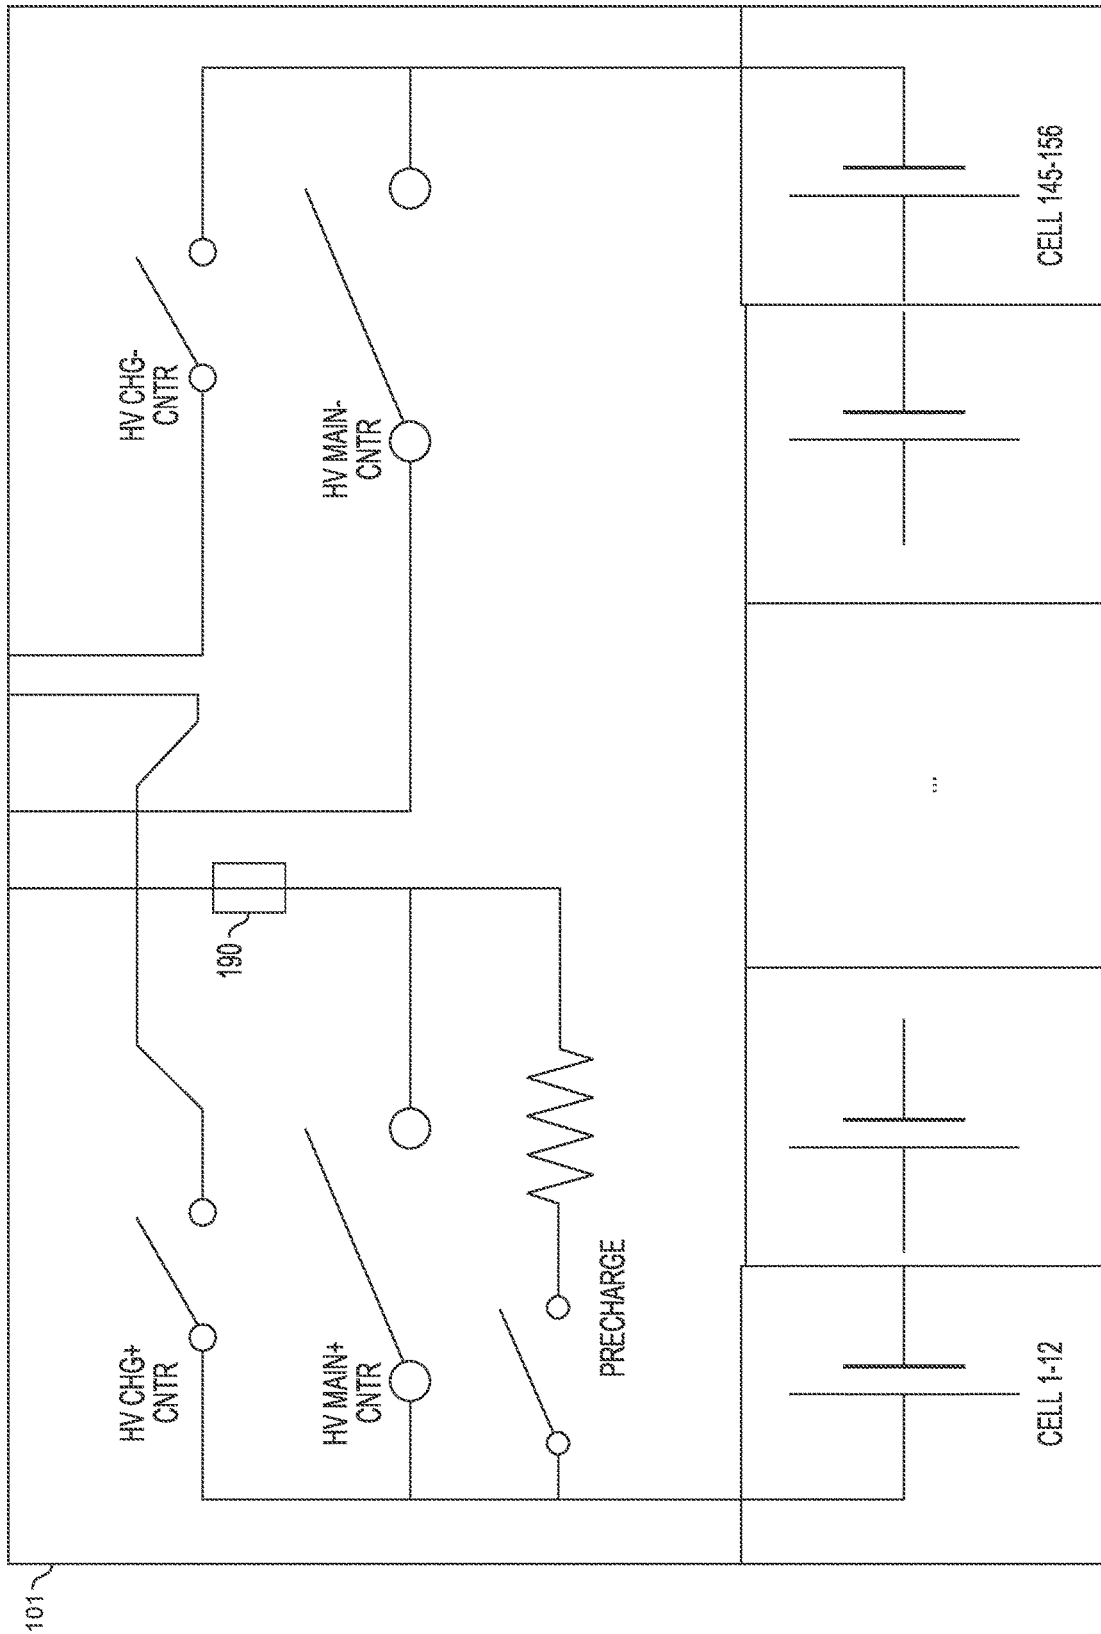 101
HV CHG+
CNTR
HV CHG-
CNTR
190
HV MAIN+
CNTR
HV MAIN-
CNTR
PRECHARGE
...
CELL 1-12
CELL 145-156